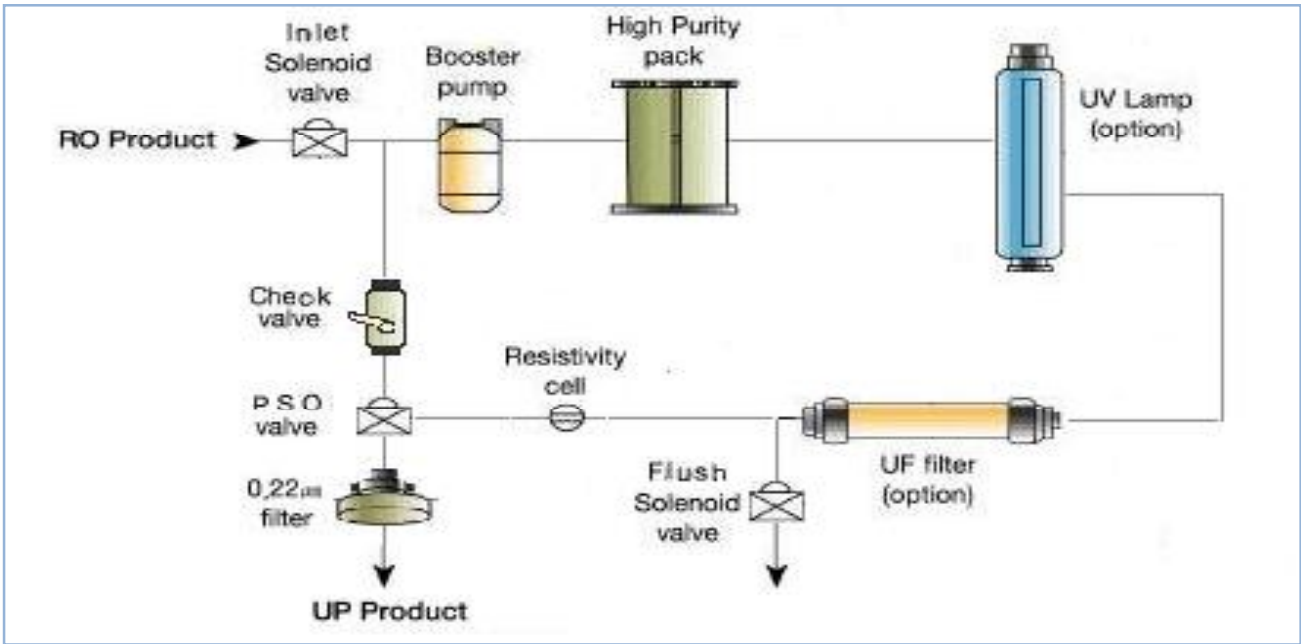 Inlet
Solenoid
valve
Booster
pump
High Purity
pack
UV Lamp
(option)
RO Product
Check
valve
Resistivity
cell
P S O
valve
0,22㎛
filter
Flush
Solenoid
valve
UF filter
(option)
UP Product